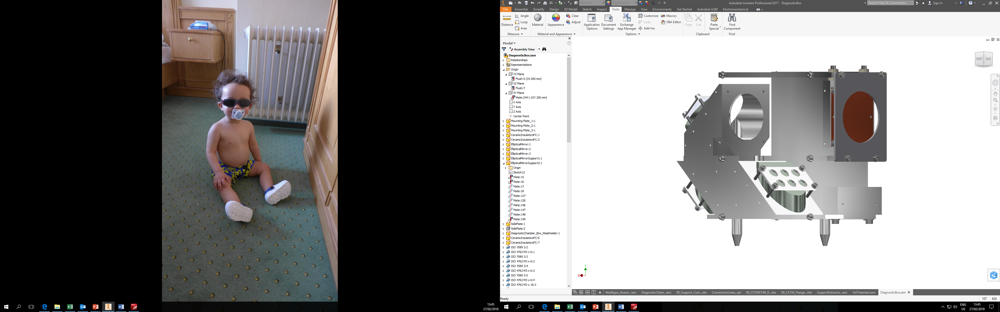 Autodesk Inventor Professional 2017 DiagnosticBox
Search Help & Commands...
Sign In
File Assemble Simplify Design 3D Model Sketch Inspect Tools Manage View Environments Get Started Autodesk A360 Electromechanical
Distance
Angle
Loop
Area
Measure
Material
Appearance
Clear
Adjust
Material and Appearance
Application Options
Document Settings
Exchange App Manager
Customize
Links
Add-Ins
Macros
VBA Editor
Options
Copy
Cut
Paste Special
Clipboard
Find Component
Find
Model
Assembly View
DiagnosticBox.iam
Relationships
Representations
Origin
YZ Plane
Flush:5 (34.500 mm)
XZ Plane
Flush:7
XY Plane
Mate:244 (-107.200 mm)
X Axis
Y Axis
Z Axis
Center Point
Mounting Plate_1:1
Mounting Plate_2:1
Mounting Plate_3:1
CeramicInsulatorsFC:1
CeramicInsulatorsFC:3
EllipticalMirror:1
EllipticalMirror:2
EllipticalMirror:3
EllipticalMirrorSupport1:1
EllipticalMirrorSupport2:1
Origin
Sketch12
Mate:15
Mate:16
Mate:17
Mate:18
Mate:127
Mate:128
Mate:146
Mate:147
Mate:148
Mate:149
SidePlate:1
SidePlate:2
DiagnosticChamber_Box_MaskHolder:1
CeramicInsulatorsFC:6
CeramicInsulatorsFC:7
ISO 7089 3:2
ISO 4762 M3 x 6:1
ISO 7089 3:3
ISO 4762 M3 x 6:2
ISO 7089 3:4
ISO 4762 M3 x 6:3
ISO 7089 3:5
ISO 4762 M3 x 6:4
ISO 4762 M3 x 16:3
RIGHT BACK
Y
X
MedEgun_Assem...iam DiagnosticCham...iam 00_Support_Coni...idw ConnectionLinea...ipt 00_CF250CF40_R...idw 00_CF250_Flange...idw SupportExtractio...iam ToFChamber.iam DiagnosticBox.iam
Ready
107 624
13:45
27/02/2018
ENG
US
13:45
27/02/2018